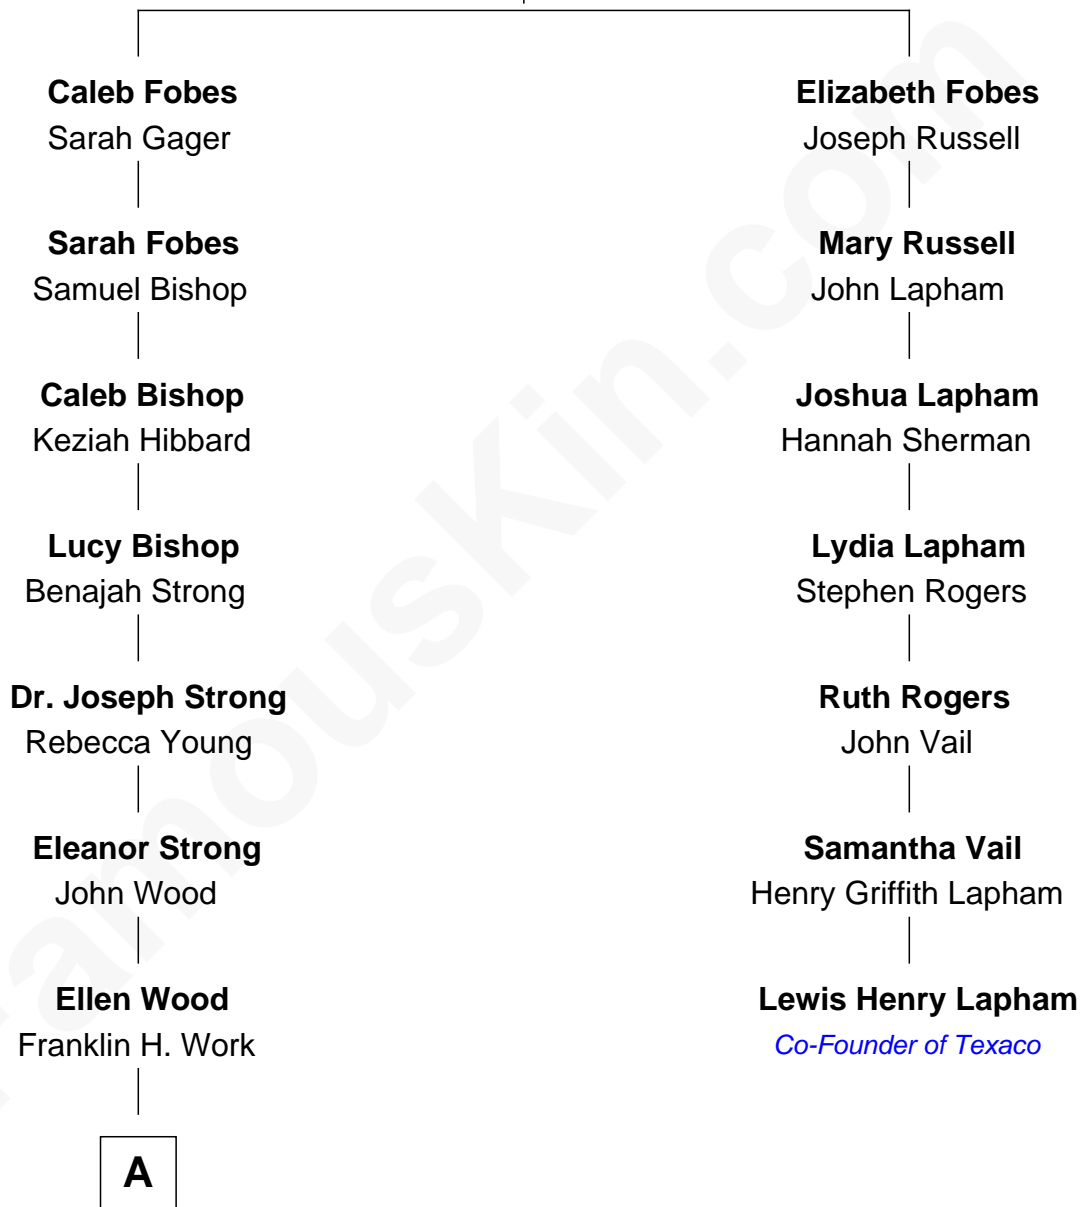 Caleb Fobes
Sarah Gager
Sarah Fobes
Samuel Bishop
Caleb Bishop
Keziah Hibbard
Lucy Bishop
Benajah Strong
Dr. Joseph Strong
Rebecca Young
Eleanor Strong
John Wood
Ellen Wood
Franklin H. Work
A
Elizabeth Fobes
Joseph Russell
Mary Russell
John Lapham
Joshua Lapham
Hannah Sherman
Lydia Lapham
Stephen Rogers
Ruth Rogers
John Vail
Samantha Vail
Henry Griffith Lapham
Lewis Henry Lapham
Co-Founder of Texaco
FamousKin.com